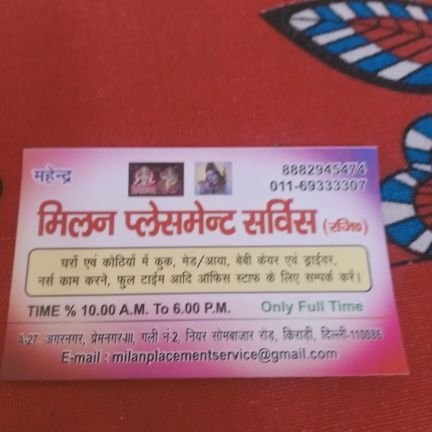 महेन्द्र
8882945474
011-69333307
मिलन प्लेसमेन्ट सर्विस (रजि०)
घरों एवं कोठियों में कुक, मेड/आया, बेबी केयर एवं ड्राईवर,
नर्स काम करने, फुल टाईम आदि ऑफिस स्टाफ के लिए सम्पर्क करें।
TIME % 10.00 A.M. To 6.00 P.M. Only Full Time
A-27- अगरनगर, प्रेमनगर-III, गली नं-2, नियर सोमबाजार रोड, किराडी, दिल्ली-110086
E-mail : milanplacementservice@gmail.com